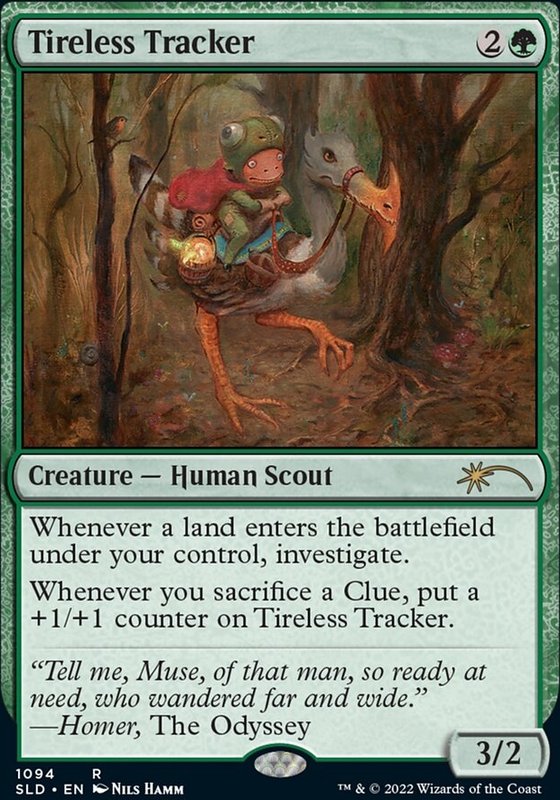 Tireless Tracker 2
Creature — Human Scout
Whenever a land enters the battlefield
under your control, investigate.
Whenever you sacrifice a Clue, put a
+1/+1 counter on Tireless Tracker.
“Tell me, Muse, of that man, so ready at
need, who wandered far and wide.”
—Homer, The Odyssey
3/2
1094 R
SLD • EN Nils Hamm
™ & © 2022 Wizards of the Coast